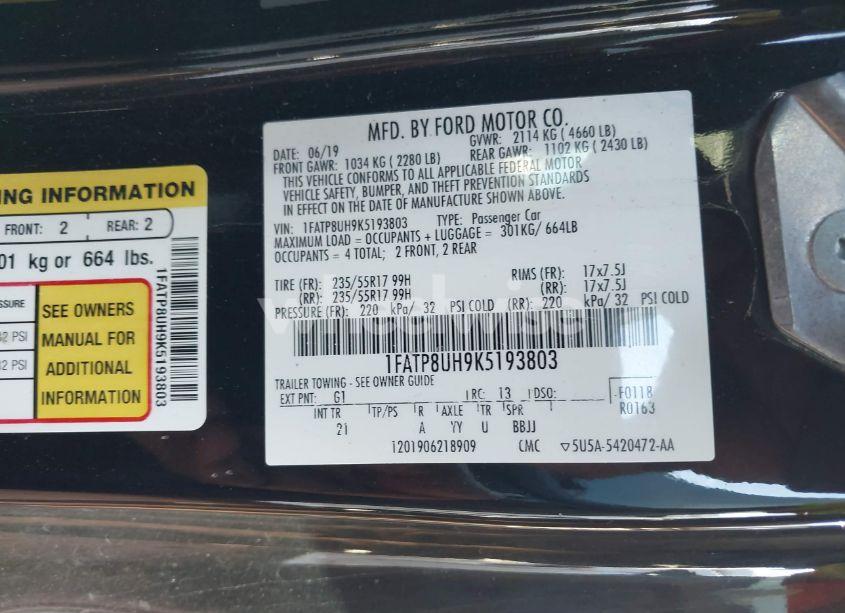 ING INFORMATION
FRONT: 2 REAR: 2
01 kg or 664 lbs.
SEE OWNERS
MANUAL FOR
ADDITIONAL
INFORMATION
PSI
2 PSI
1FATP8UH9K5193803
MFD. BY FORD MOTOR CO.
DATE: 06/19 GVWR: 2114 KG ( 4660 LB)
FRONT GAWR: 1034 KG ( 2280 LB) REAR GAWR: 1102 KG ( 2430 LB)
THIS VEHICLE CONFORMS TO ALL APPLICABLE FEDERAL MOTOR
VEHICLE SAFETY, BUMPER, AND THEFT PREVENTION STANDARDS
IN EFFECT ON THE DATE OF MANUFACTURE SHOWN ABOVE.
VIN: 1FATP8UH9K5193803 TYPE: Passenger Car
MAXIMUM LOAD = OCCUPANTS + LUGGAGE = 301KG/ 664LB
OCCUPANTS = 4 TOTAL; 2 FRONT, 2 REAR
TIRE (FR): 235/55R17 99H RIMS (FR): 17x7.5J
(RR): 235/55R17 99H (RR): 17x7.5J
PRESSURE (FR): 220 kPa/ 32 PSI COLD (RR): 220 kPa/ 32 PSI COLD
wheelwise
1FATP8UH9K5193803
TRAILER TOWING - SEE OWNER GUIDE
EXT PNT: G1 RC: 13 DSO: F0118
INT TR TP/PS R AXLE TR SPR R0163
21 A YY U BBJJ
1201906218909 CMC 5U5A-5420472-AA